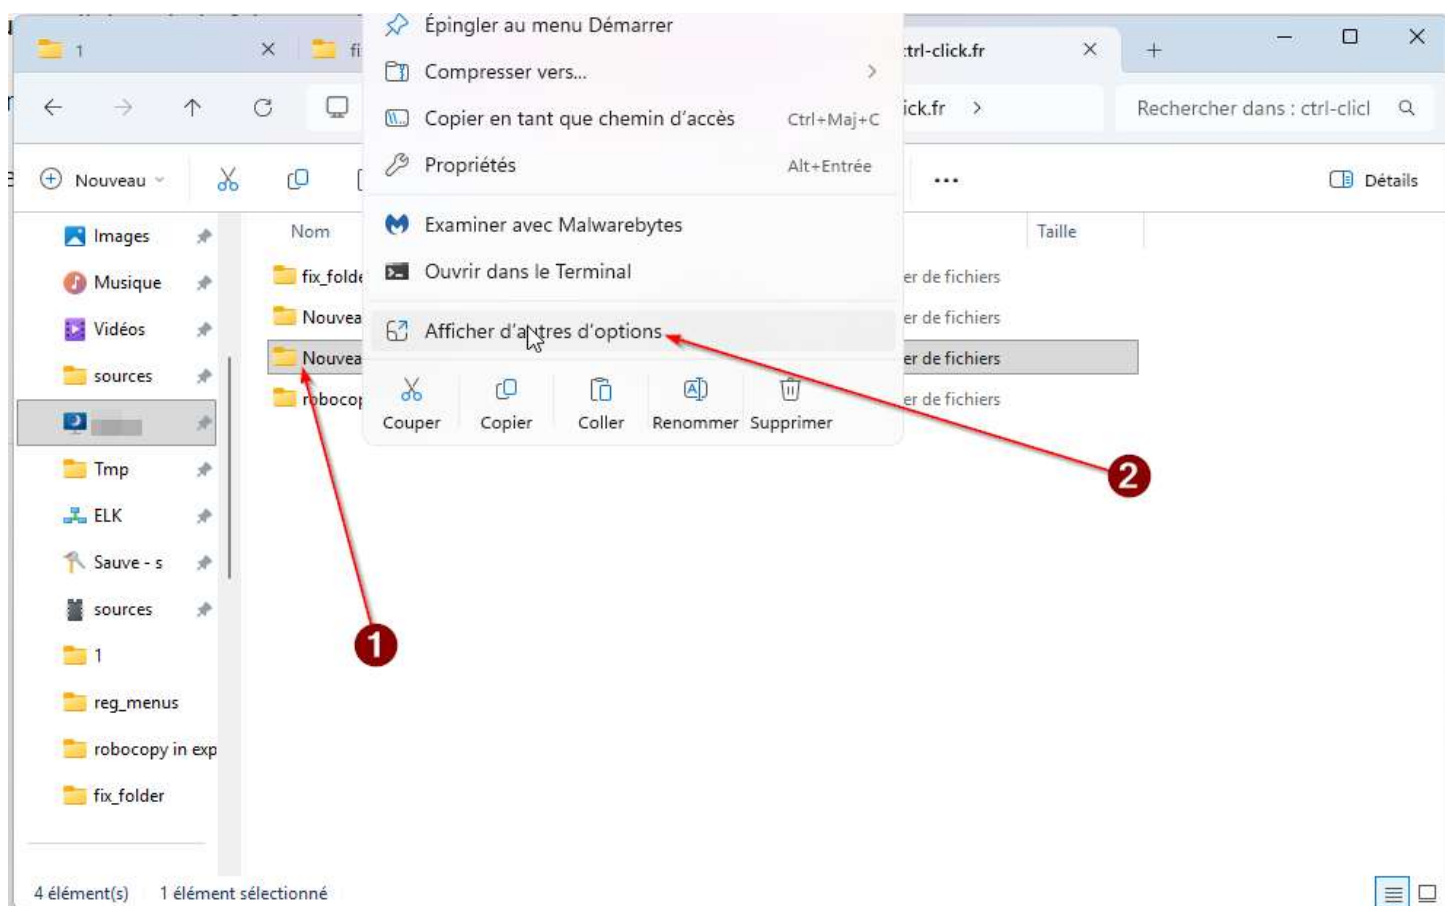 Épingler au menu Démarrer
1
ctrl-click.fr
Compresser vers...
Rechercher dans : ctrl-clicl
Copier en tant que chemin d'accès Ctrl+Maj+C
Propriétés Alt+Entrée
Nouveau
Détails
Examiner avec Malwarebytes
Ouvrir dans le Terminal
Afficher d'autres d'options
Couper Copier Coller Renommer Supprimer
Nom
Taille
fix_folde
er de fichiers
Nouvea
er de fichiers
Nouvea
er de fichiers
robocop
er de fichiers
Images
Musique
Vidéos
sources
Tmp
ELK
Sauve - s
sources
1
reg_menus
robocopy in exp
fix_folder
1
2
4 élément(s) 1 élément sélectionné